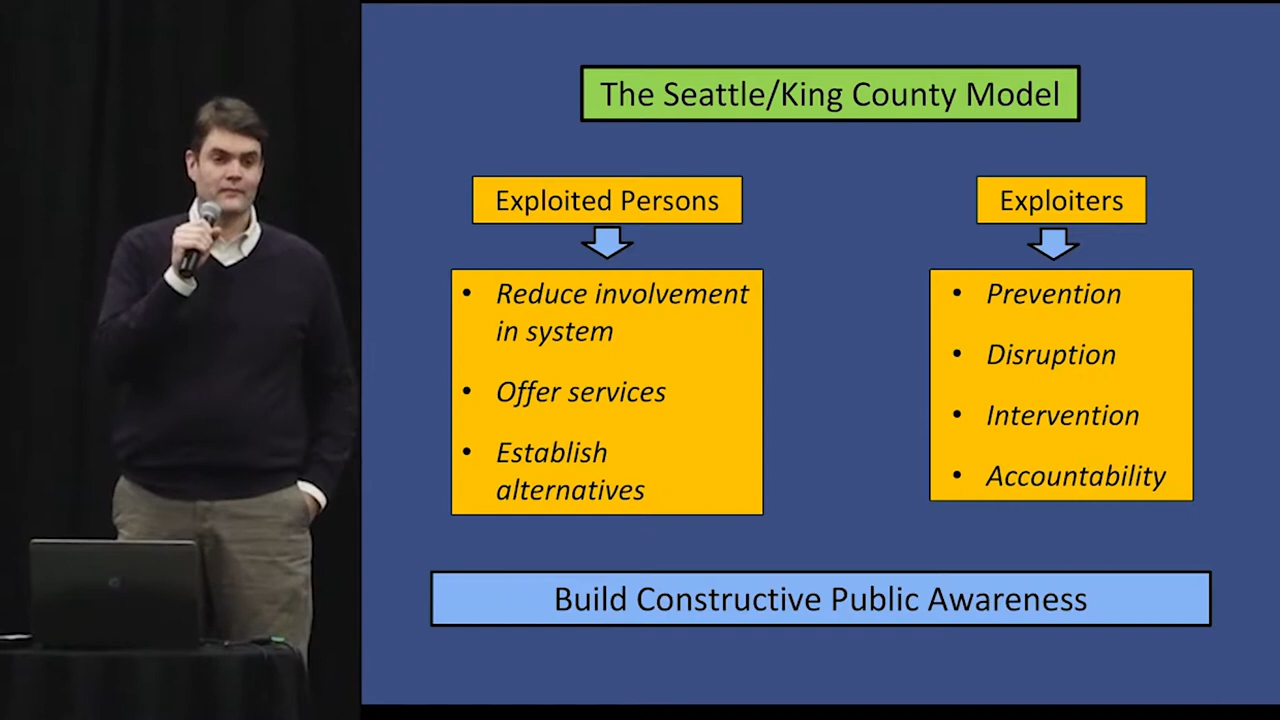 The Seattle/King County Model
Exploited Persons
• Reduce involvement
in system
• Offer services
• Establish
alternatives
Exploiters
• Prevention
• Disruption
• Intervention
• Accountability
Build Constructive Public Awareness